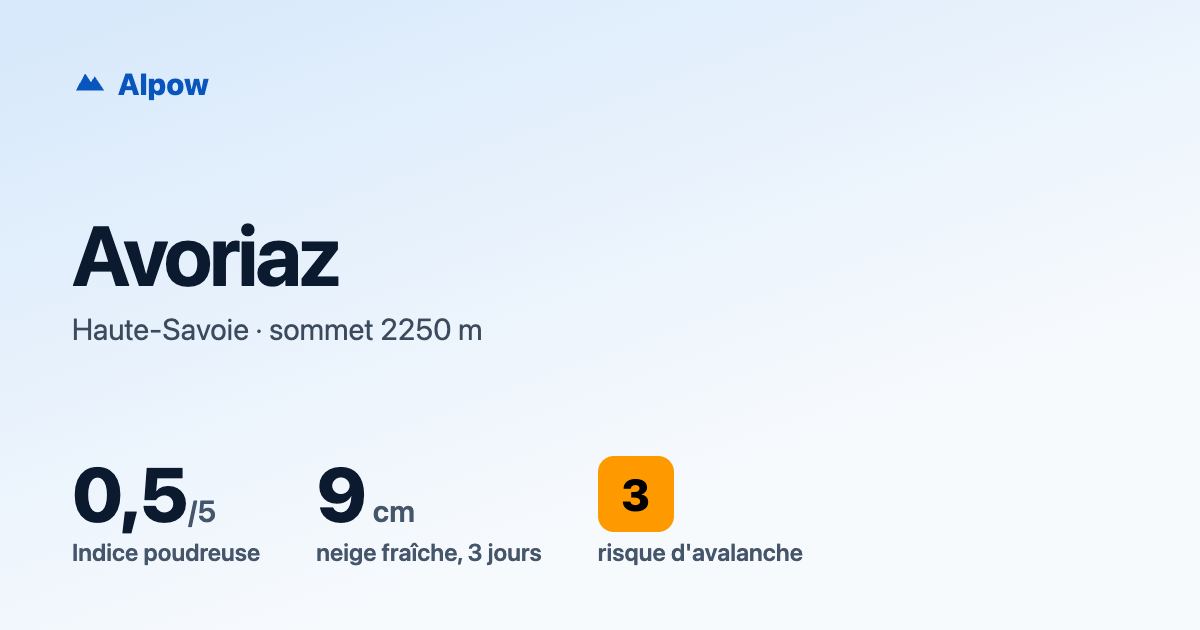 Alpow
Avoriaz
Haute-Savoie · sommet 2250 m
0,5/5
Indice poudreuse
9 cm
neige fraîche, 3 jours
3
risque d'avalanche